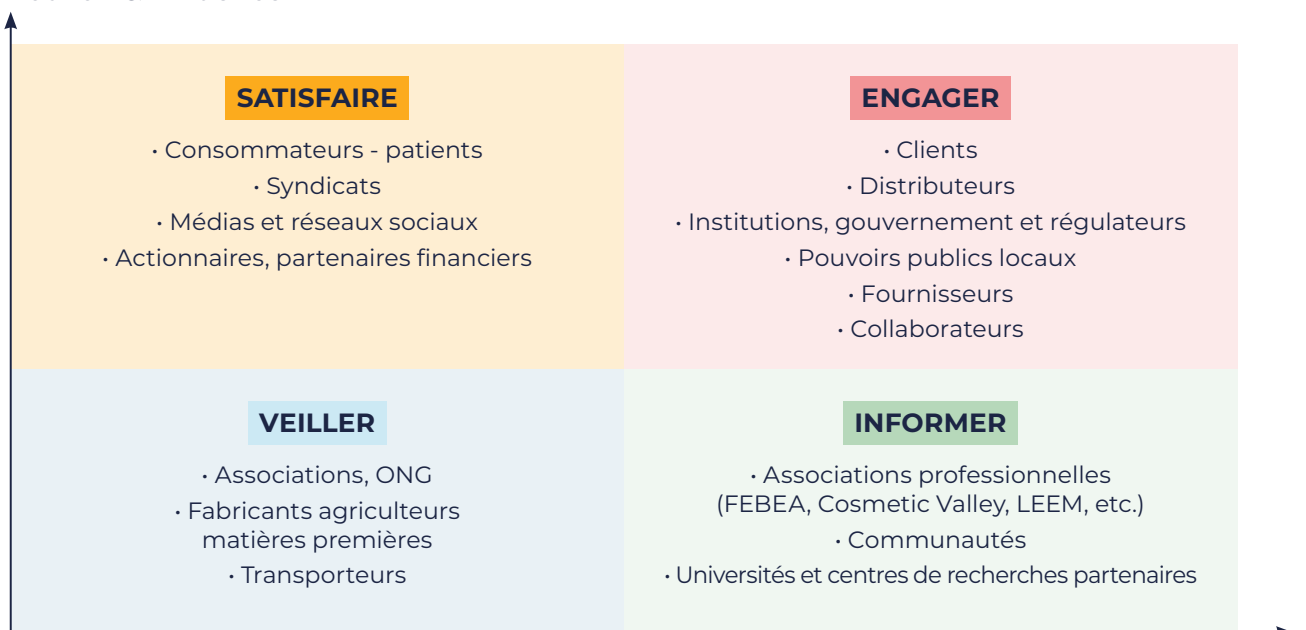 SATISFAIRE
• Consommateurs - patients
• Syndicats
• Médias et réseaux sociaux
• Actionnaires, partenaires financiers
ENGAGER
• Clients
• Distributeurs
• Institutions, gouvernement et régulateurs
• Pouvoirs publics locaux
• Fournisseurs
• Collaborateurs
VEILLER
• Associations, ONG
• Fabricants agriculteurs
matières premières
• Transporteurs
INFORMER
• Associations professionnelles
(FEBEA, Cosmetic Valley, LEEM, etc.)
• Communautés
• Universités et centres de recherches partenaires